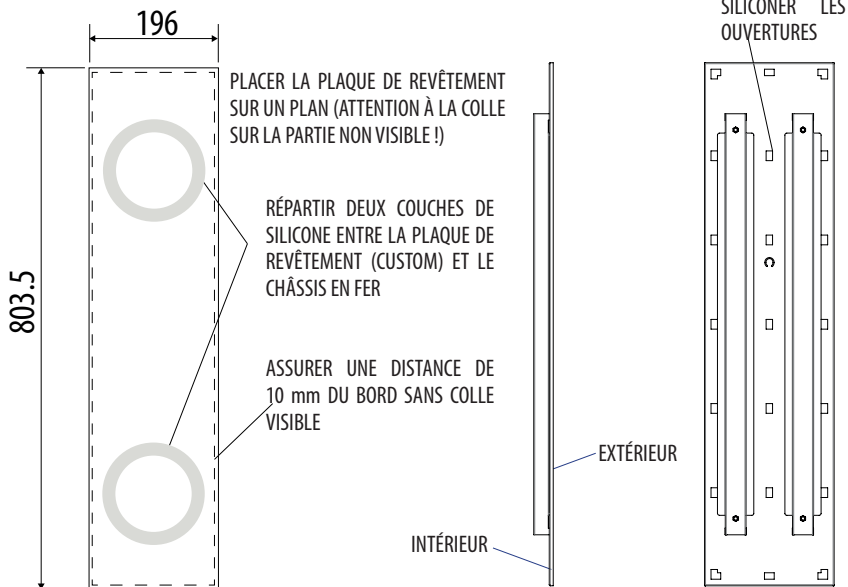 SILICONER LES
OUVERTURES
196
PLACER LA PLAQUE DE REVÊTEMENT
SUR UN PLAN (ATTENTION À LA COLLE
SUR LA PARTIE NON VISIBLE !)
RÉPARTIR DEUX COUCHES DE
SILICONE ENTRE LA PLAQUE DE
REVÊTEMENT (CUSTOM) ET LE
CHÂSSIS EN FER
803.5
ASSURER UNE DISTANCE DE
10 mm DU BORD SANS COLLE
VISIBLE
EXTÉRIEUR
INTÉRIEUR